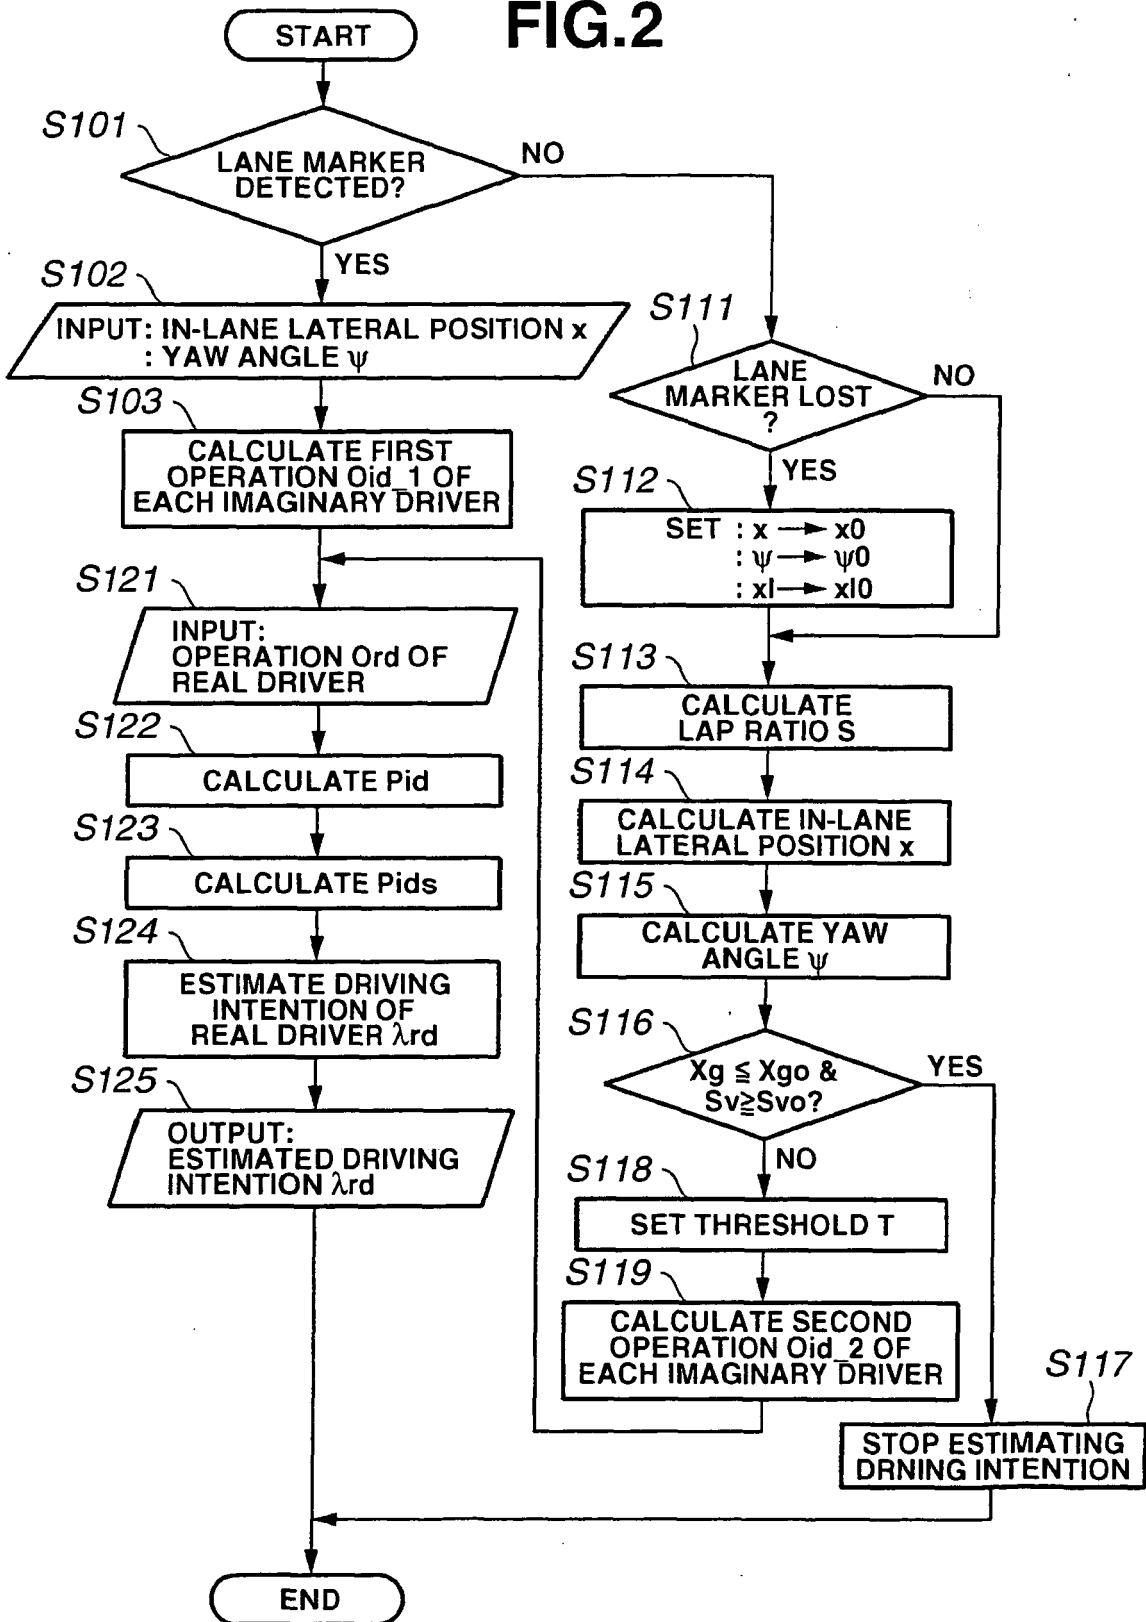 FIG.2
START
S101
LANE MARKER
DETECTED?
NO
YES
S102
INPUT: IN-LANE LATERAL POSITION x
: YAW ANGLE ψ
S103
CALCULATE FIRST
OPERATION Oid_1 OF
EACH IMAGINARY DRIVER
S121
INPUT:
OPERATION Ord OF
REAL DRIVER
S122
CALCULATE Pid
S123
CALCULATE Pids
S124
ESTIMATE DRIVING
INTENTION OF
REAL DRIVER λrd
S125
OUTPUT:
ESTIMATED DRIVING
INTENTION λrd
S111
LANE
MARKER LOST
?
NO
YES
S112
SET : x → x0
: ψ → ψ0
: xl → xl0
S113
CALCULATE
LAP RATIO S
S114
CALCULATE IN-LANE
LATERAL POSITION x
S115
CALCULATE YAW
ANGLE ψ
S116
Xg ≦ Xgo &
Sv≧Svo?
YES
NO
S118
SET THRESHOLD T
S119
CALCULATE SECOND
OPERATION Oid_2 OF
EACH IMAGINARY DRIVER
S117
STOP ESTIMATING
DRNING INTENTION
END